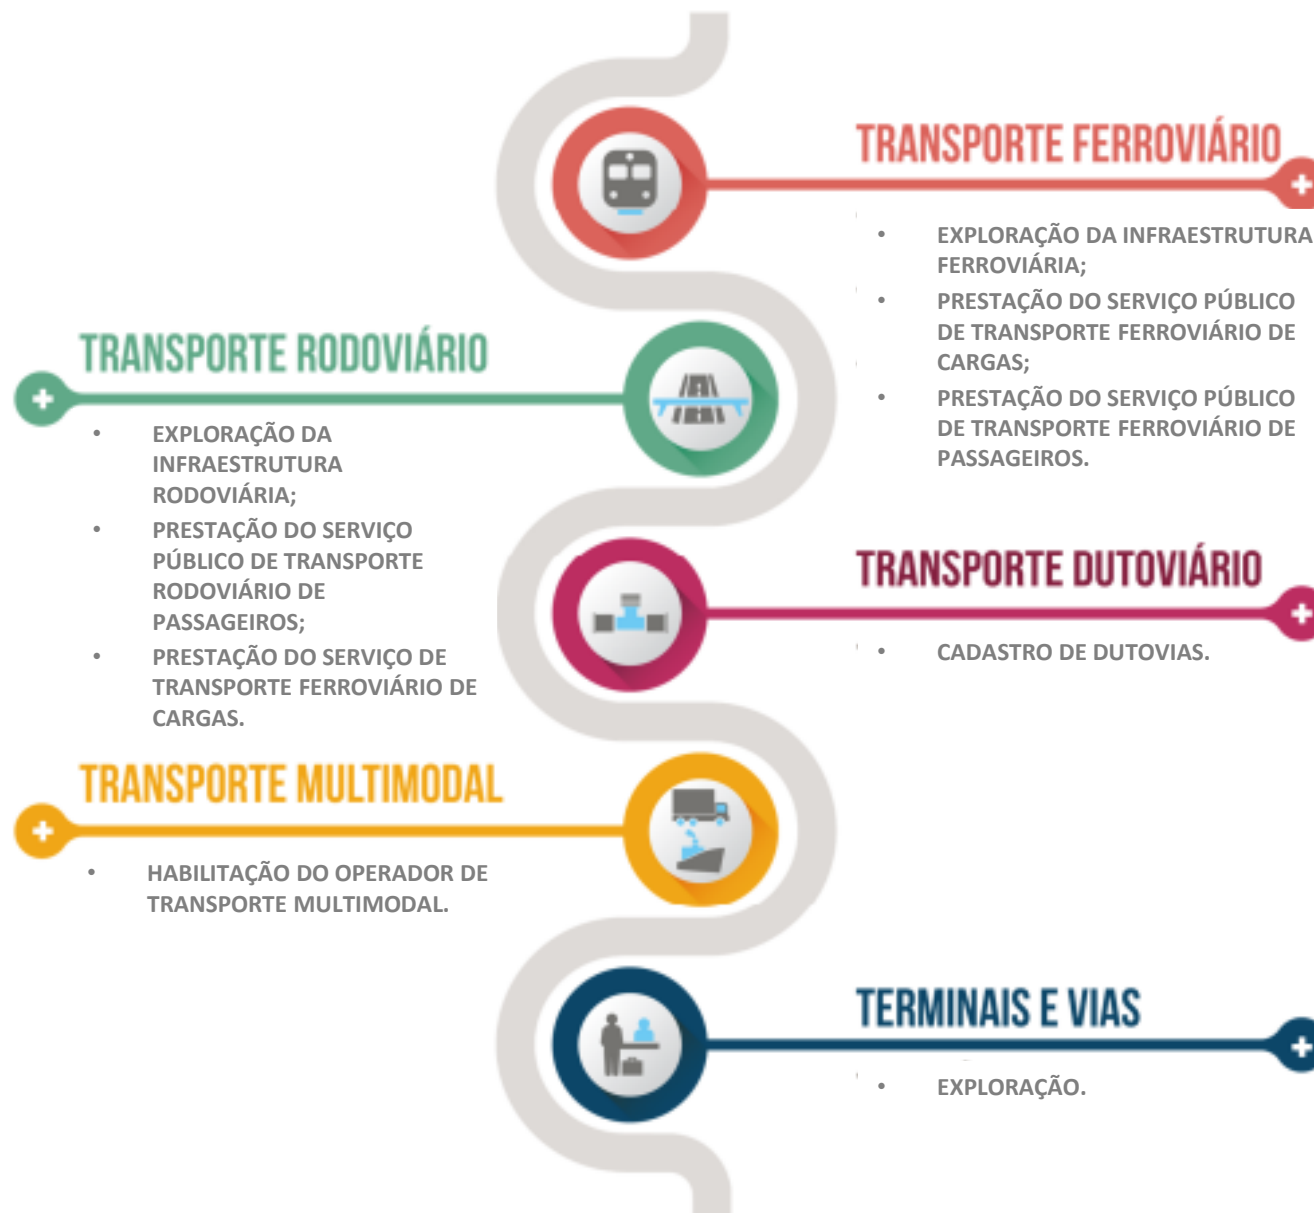 TRANSPORTE FERROVIÁRIO
• EXPLORAÇÃO DA INFRAESTRUTURA
FERROVIÁRIA;
• PRESTAÇÃO DO SERVIÇO PÚBLICO
DE TRANSPORTE FERROVIÁRIO DE
CARGAS;
• PRESTAÇÃO DO SERVIÇO PÚBLICO
DE TRANSPORTE FERROVIÁRIO DE
PASSAGEIROS.
TRANSPORTE RODOVIÁRIO
• EXPLORAÇÃO DA
INFRAESTRUTURA
RODOVIÁRIA;
• PRESTAÇÃO DO SERVIÇO
PÚBLICO DE TRANSPORTE
RODOVIÁRIO DE
PASSAGEIROS;
• PRESTAÇÃO DO SERVIÇO DE
TRANSPORTE FERROVIÁRIO DE
CARGAS.
TRANSPORTE DUTOVIÁRIO
• CADASTRO DE DUTOVIAS.
TRANSPORTE MULTIMODAL
• HABILITAÇÃO DO OPERADOR DE
TRANSPORTE MULTIMODAL.
TERMINAIS E VIAS
• EXPLORAÇÃO.